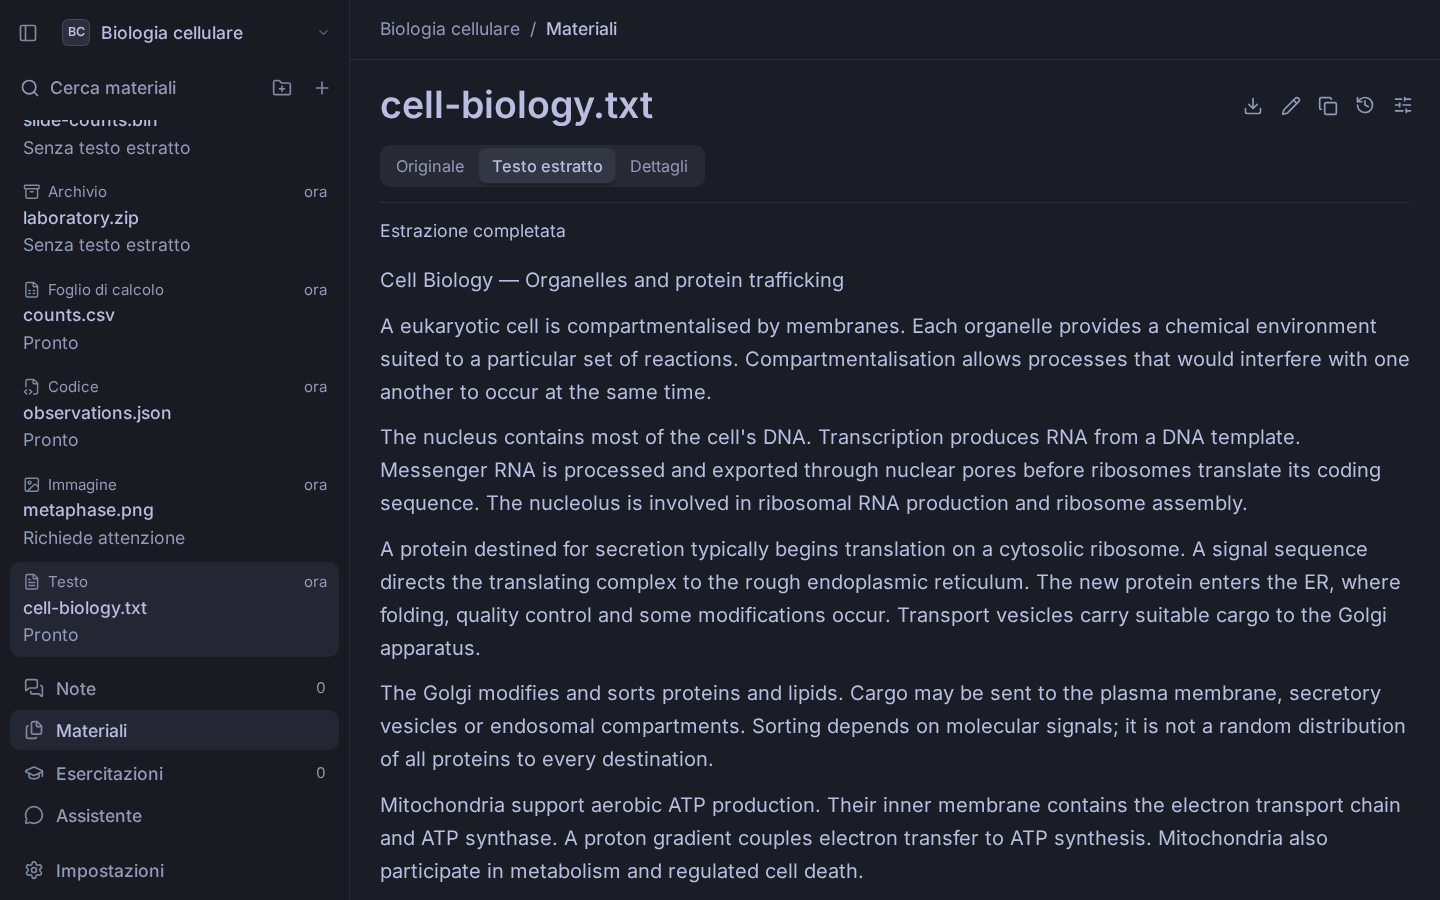 BC Biologia cellulare
Cerca materiali
slide-counts.bin
Senza testo estratto
Archivio ora
laboratory.zip
Senza testo estratto
Foglio di calcolo ora
counts.csv
Pronto
Codice ora
observations.json
Pronto
Immagine ora
metaphase.png
Richiede attenzione
Testo ora
cell-biology.txt
Pronto
Note 0
Materiali
Esercitazioni 0
Assistente
Impostazioni
Biologia cellulare / Materiali
cell-biology.txt
Originale Testo estratto Dettagli
Estrazione completata
Cell Biology — Organelles and protein trafficking
A eukaryotic cell is compartmentalised by membranes. Each organelle provides a chemical environment
suited to a particular set of reactions. Compartmentalisation allows processes that would interfere with one
another to occur at the same time.
The nucleus contains most of the cell's DNA. Transcription produces RNA from a DNA template.
Messenger RNA is processed and exported through nuclear pores before ribosomes translate its coding
sequence. The nucleolus is involved in ribosomal RNA production and ribosome assembly.
A protein destined for secretion typically begins translation on a cytosolic ribosome. A signal sequence
directs the translating complex to the rough endoplasmic reticulum. The new protein enters the ER, where
folding, quality control and some modifications occur. Transport vesicles carry suitable cargo to the Golgi
apparatus.
The Golgi modifies and sorts proteins and lipids. Cargo may be sent to the plasma membrane, secretory
vesicles or endosomal compartments. Sorting depends on molecular signals; it is not a random distribution
of all proteins to every destination.
Mitochondria support aerobic ATP production. Their inner membrane contains the electron transport chain
and ATP synthase. A proton gradient couples electron transfer to ATP synthesis. Mitochondria also
participate in metabolism and regulated cell death.